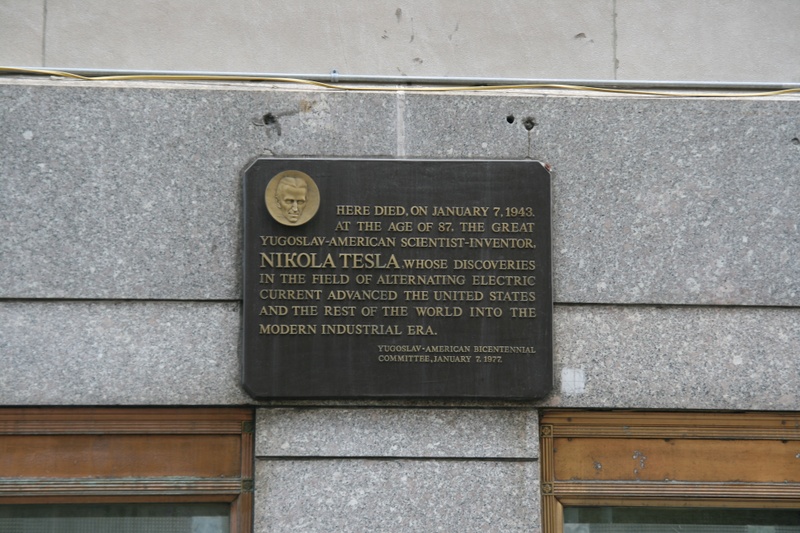 HERE DIED, ON JANUARY 7, 1943.
AT THE AGE OF 87, THE GREAT
YUGOSLAV-AMERICAN SCIENTIST-INVENTOR,
NIKOLA TESLA, WHOSE DISCOVERIES
IN THE FIELD OF ALTERNATING ELECTRIC
CURRENT ADVANCED THE UNITED STATES
AND THE REST OF THE WORLD INTO THE
MODERN INDUSTRIAL ERA.
YUGOSLAV-AMERICAN BICENTENNIAL
COMMITTEE, JANUARY 7, 1977.